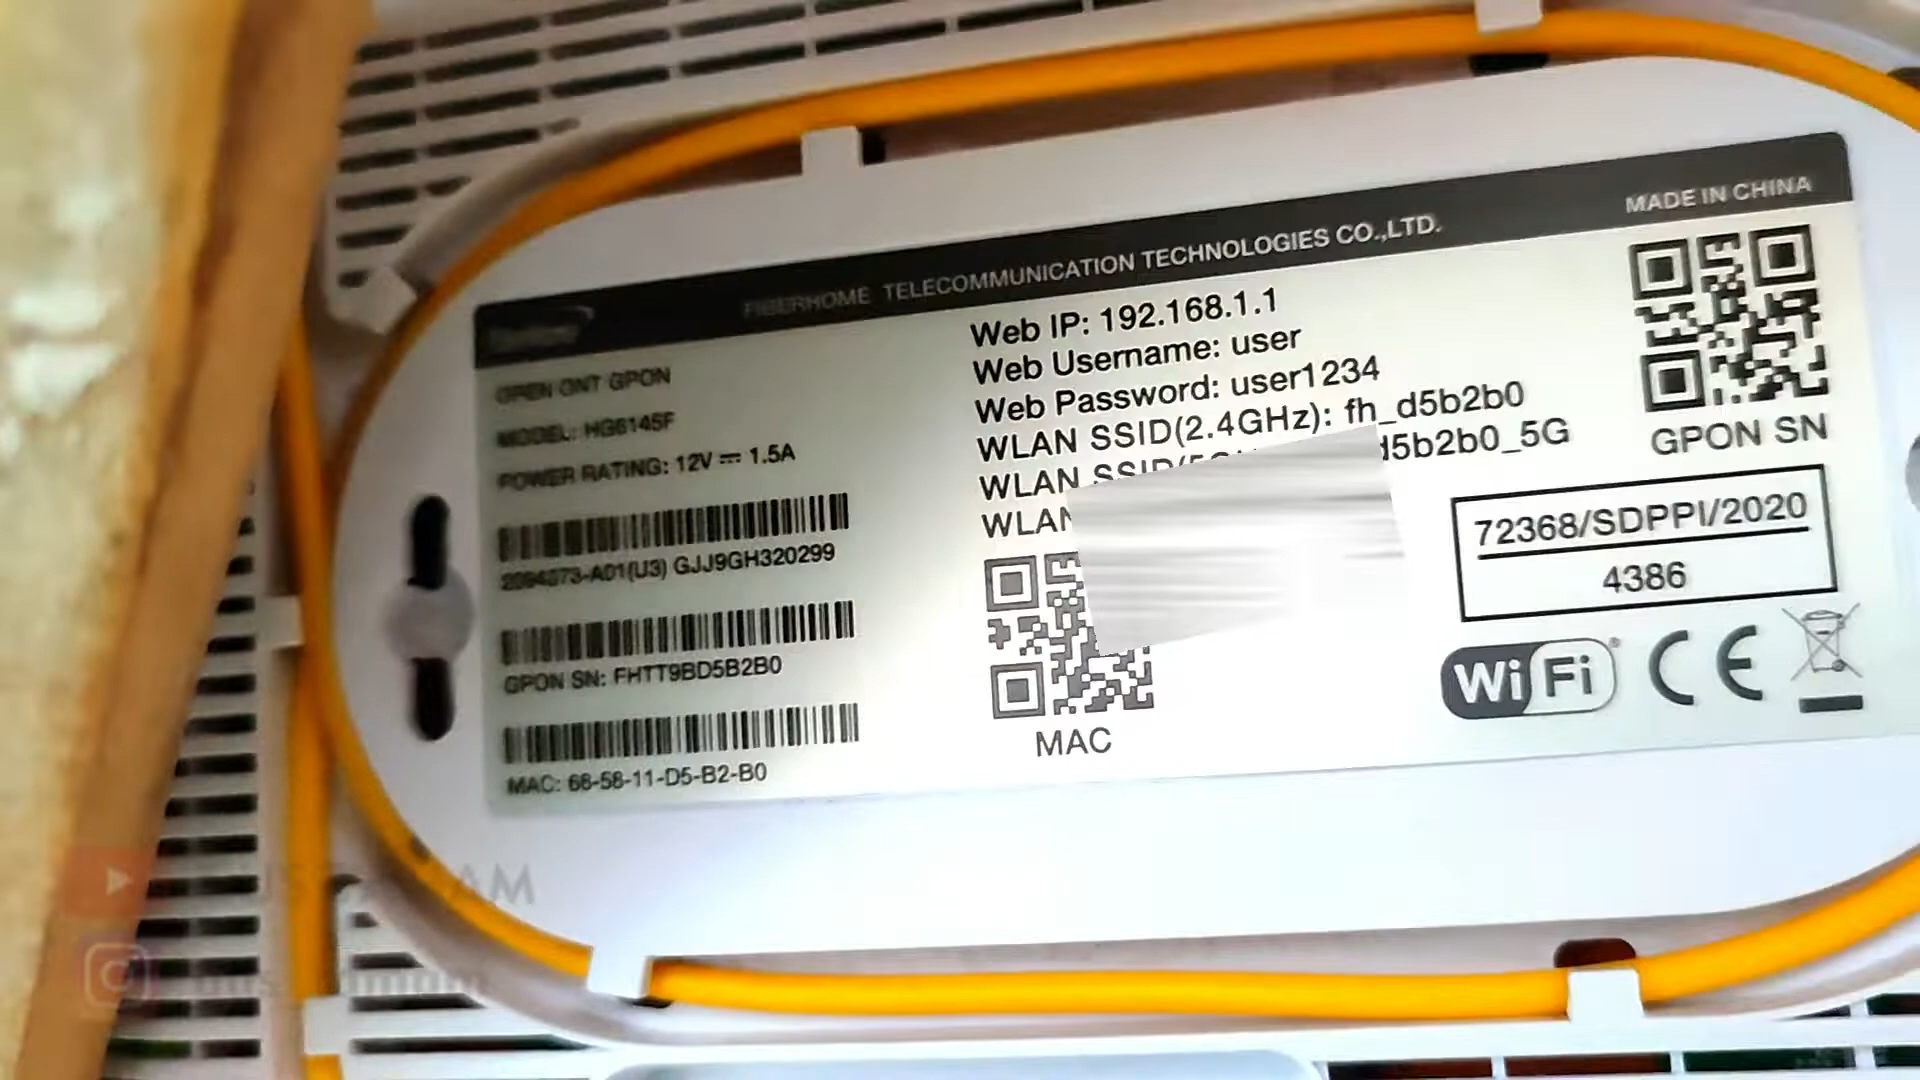 FIBERHOME TELECOMMUNICATION TECHNOLOGIES CO.,LTD.
MADE IN CHINA
GPEN ONT GPON
MODEL: HG6145F
POWER RATING: 12V ⎓ 1.5A
GJJ9GH320299
GPON SN: FHTT9BD5B2B0
MAC: 68-58-11-D5-B2-B0
Web IP: 192.168.1.1
Web Username: user
Web Password: user1234
WLAN SSID(2.4GHz): fh_d5b2b0
WLAN d5b2b0_5G
WLAN
MAC
GPON SN
72368/SDPPI/2020
4386
WiFi
CE